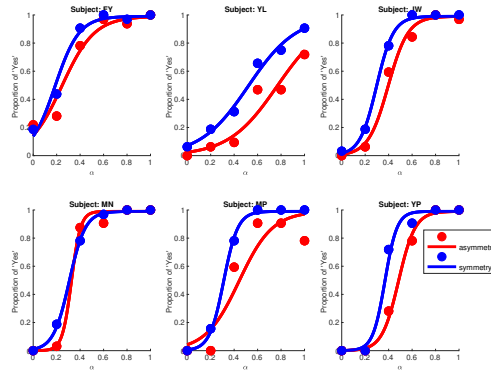 Subject: FY
Proportion of 'Yes'
1
0.8
0.6
0.4
0.2
0
0 0.2 0.4 0.6 0.8 1
α
Subject: YL
Proportion of 'Yes'
1
0.8
0.6
0.4
0.2
0
0 0.2 0.4 0.6 0.8 1
α
Subject: JW
Proportion of 'Yes'
1
0.8
0.6
0.4
0.2
0
0 0.2 0.4 0.6 0.8 1
α
Subject: MN
Proportion of 'Yes'
1
0.8
0.6
0.4
0.2
0
0 0.2 0.4 0.6 0.8 1
α
Subject: MP
Proportion of 'Yes'
1
0.8
0.6
0.4
0.2
0
0 0.2 0.4 0.6 0.8 1
α
Subject: YP
Proportion of 'Yes'
1
0.8
0.6
0.4
0.2
0
0 0.2 0.4 0.6 0.8 1
α
asymmetry
symmetry